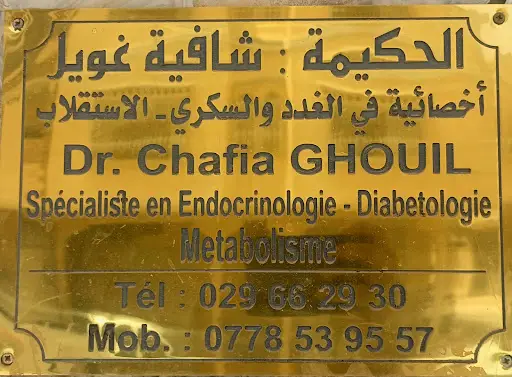 الحكيمة : شافية غويل
أخصائية في الغدد والسكري - الاستقلاب
Dr. Chafia GHOUIL
Spécialiste en Endocrinologie - Diabetologie
Metabolisme
Tél : 029 66 29 30
Mob. : 0778 53 95 57